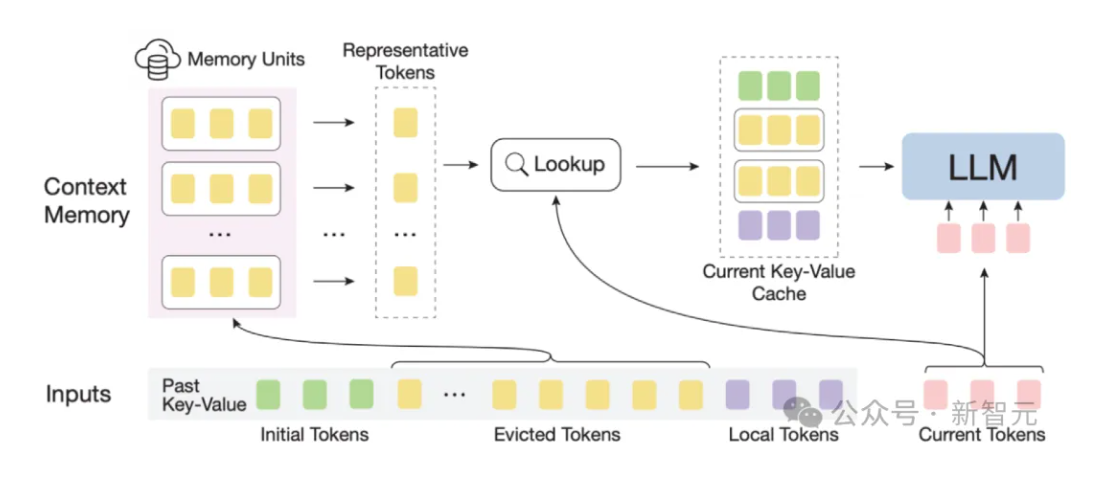 Memory Units
Representative
Tokens
Context
Memory
...
...
...
Lookup
LLM
Current Key-Value
Cache
Inputs
Past
Key-Value
...
Initial Tokens
Evicted Tokens
Local Tokens
Current Tokens
公众号 · 新智元